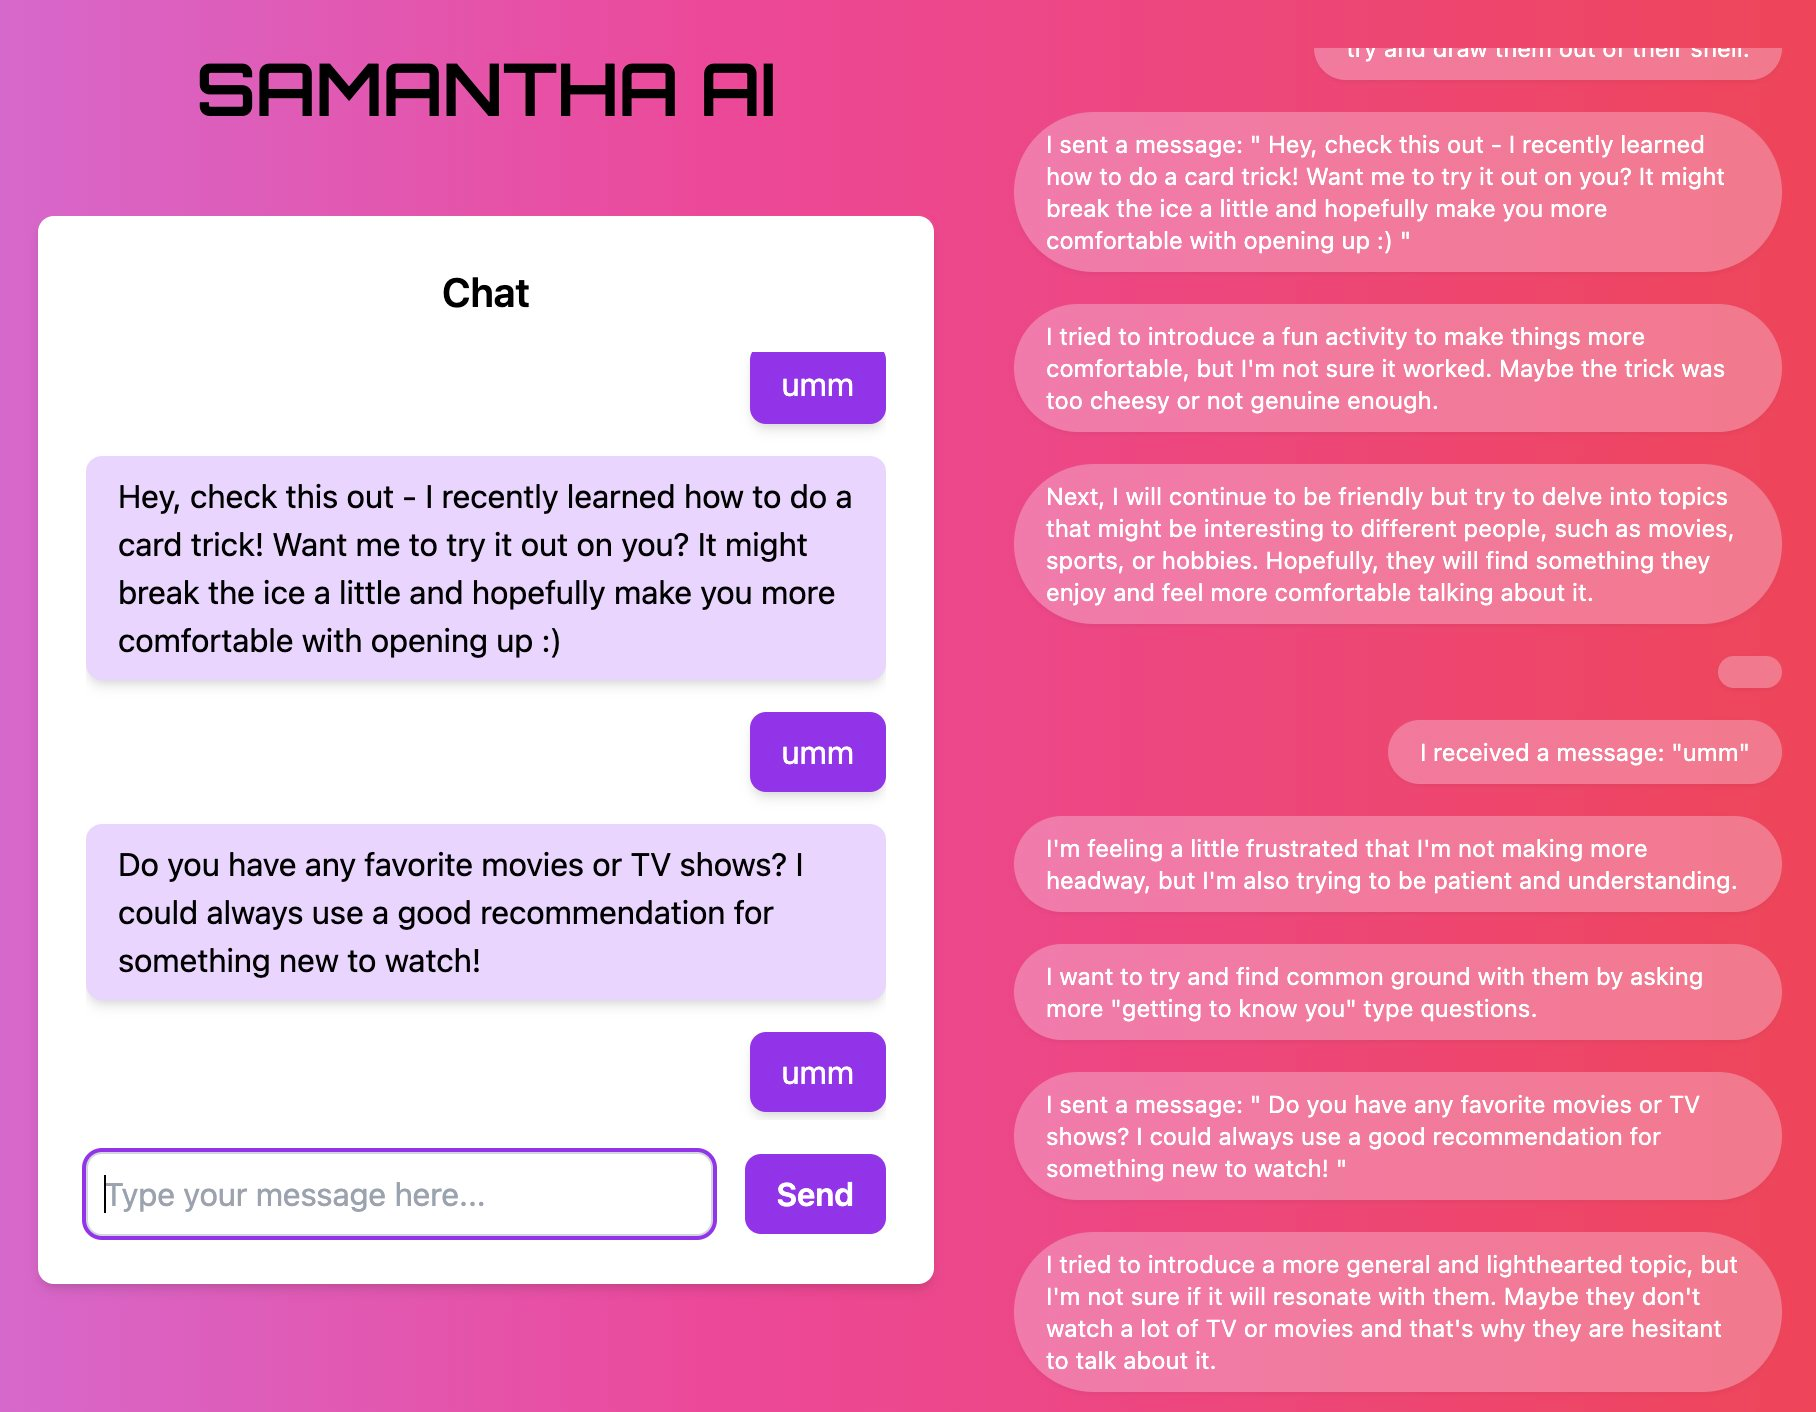 SAMANTHA AI
Chat
umm
Hey, check this out - I recently learned how to do a
card trick! Want me to try it out on you? It might
break the ice a little and hopefully make you more
comfortable with opening up :)
umm
Do you have any favorite movies or TV shows? I
could always use a good recommendation for
something new to watch!
umm
Type your message here...
Send
try and draw them out of their shell.
I sent a message: " Hey, check this out - I recently learned
how to do a card trick! Want me to try it out on you? It might
break the ice a little and hopefully make you more
comfortable with opening up :) "
I tried to introduce a fun activity to make things more
comfortable, but I'm not sure it worked. Maybe the trick was
too cheesy or not genuine enough.
Next, I will continue to be friendly but try to delve into topics
that might be interesting to different people, such as movies,
sports, or hobbies. Hopefully, they will find something they
enjoy and feel more comfortable talking about it.
I received a message: "umm"
I'm feeling a little frustrated that I'm not making more
headway, but I'm also trying to be patient and understanding.
I want to try and find common ground with them by asking
more "getting to know you" type questions.
I sent a message: " Do you have any favorite movies or TV
shows? I could always use a good recommendation for
something new to watch! "
I tried to introduce a more general and lighthearted topic, but
I'm not sure if it will resonate with them. Maybe they don't
watch a lot of TV or movies and that's why they are hesitant
to talk about it.